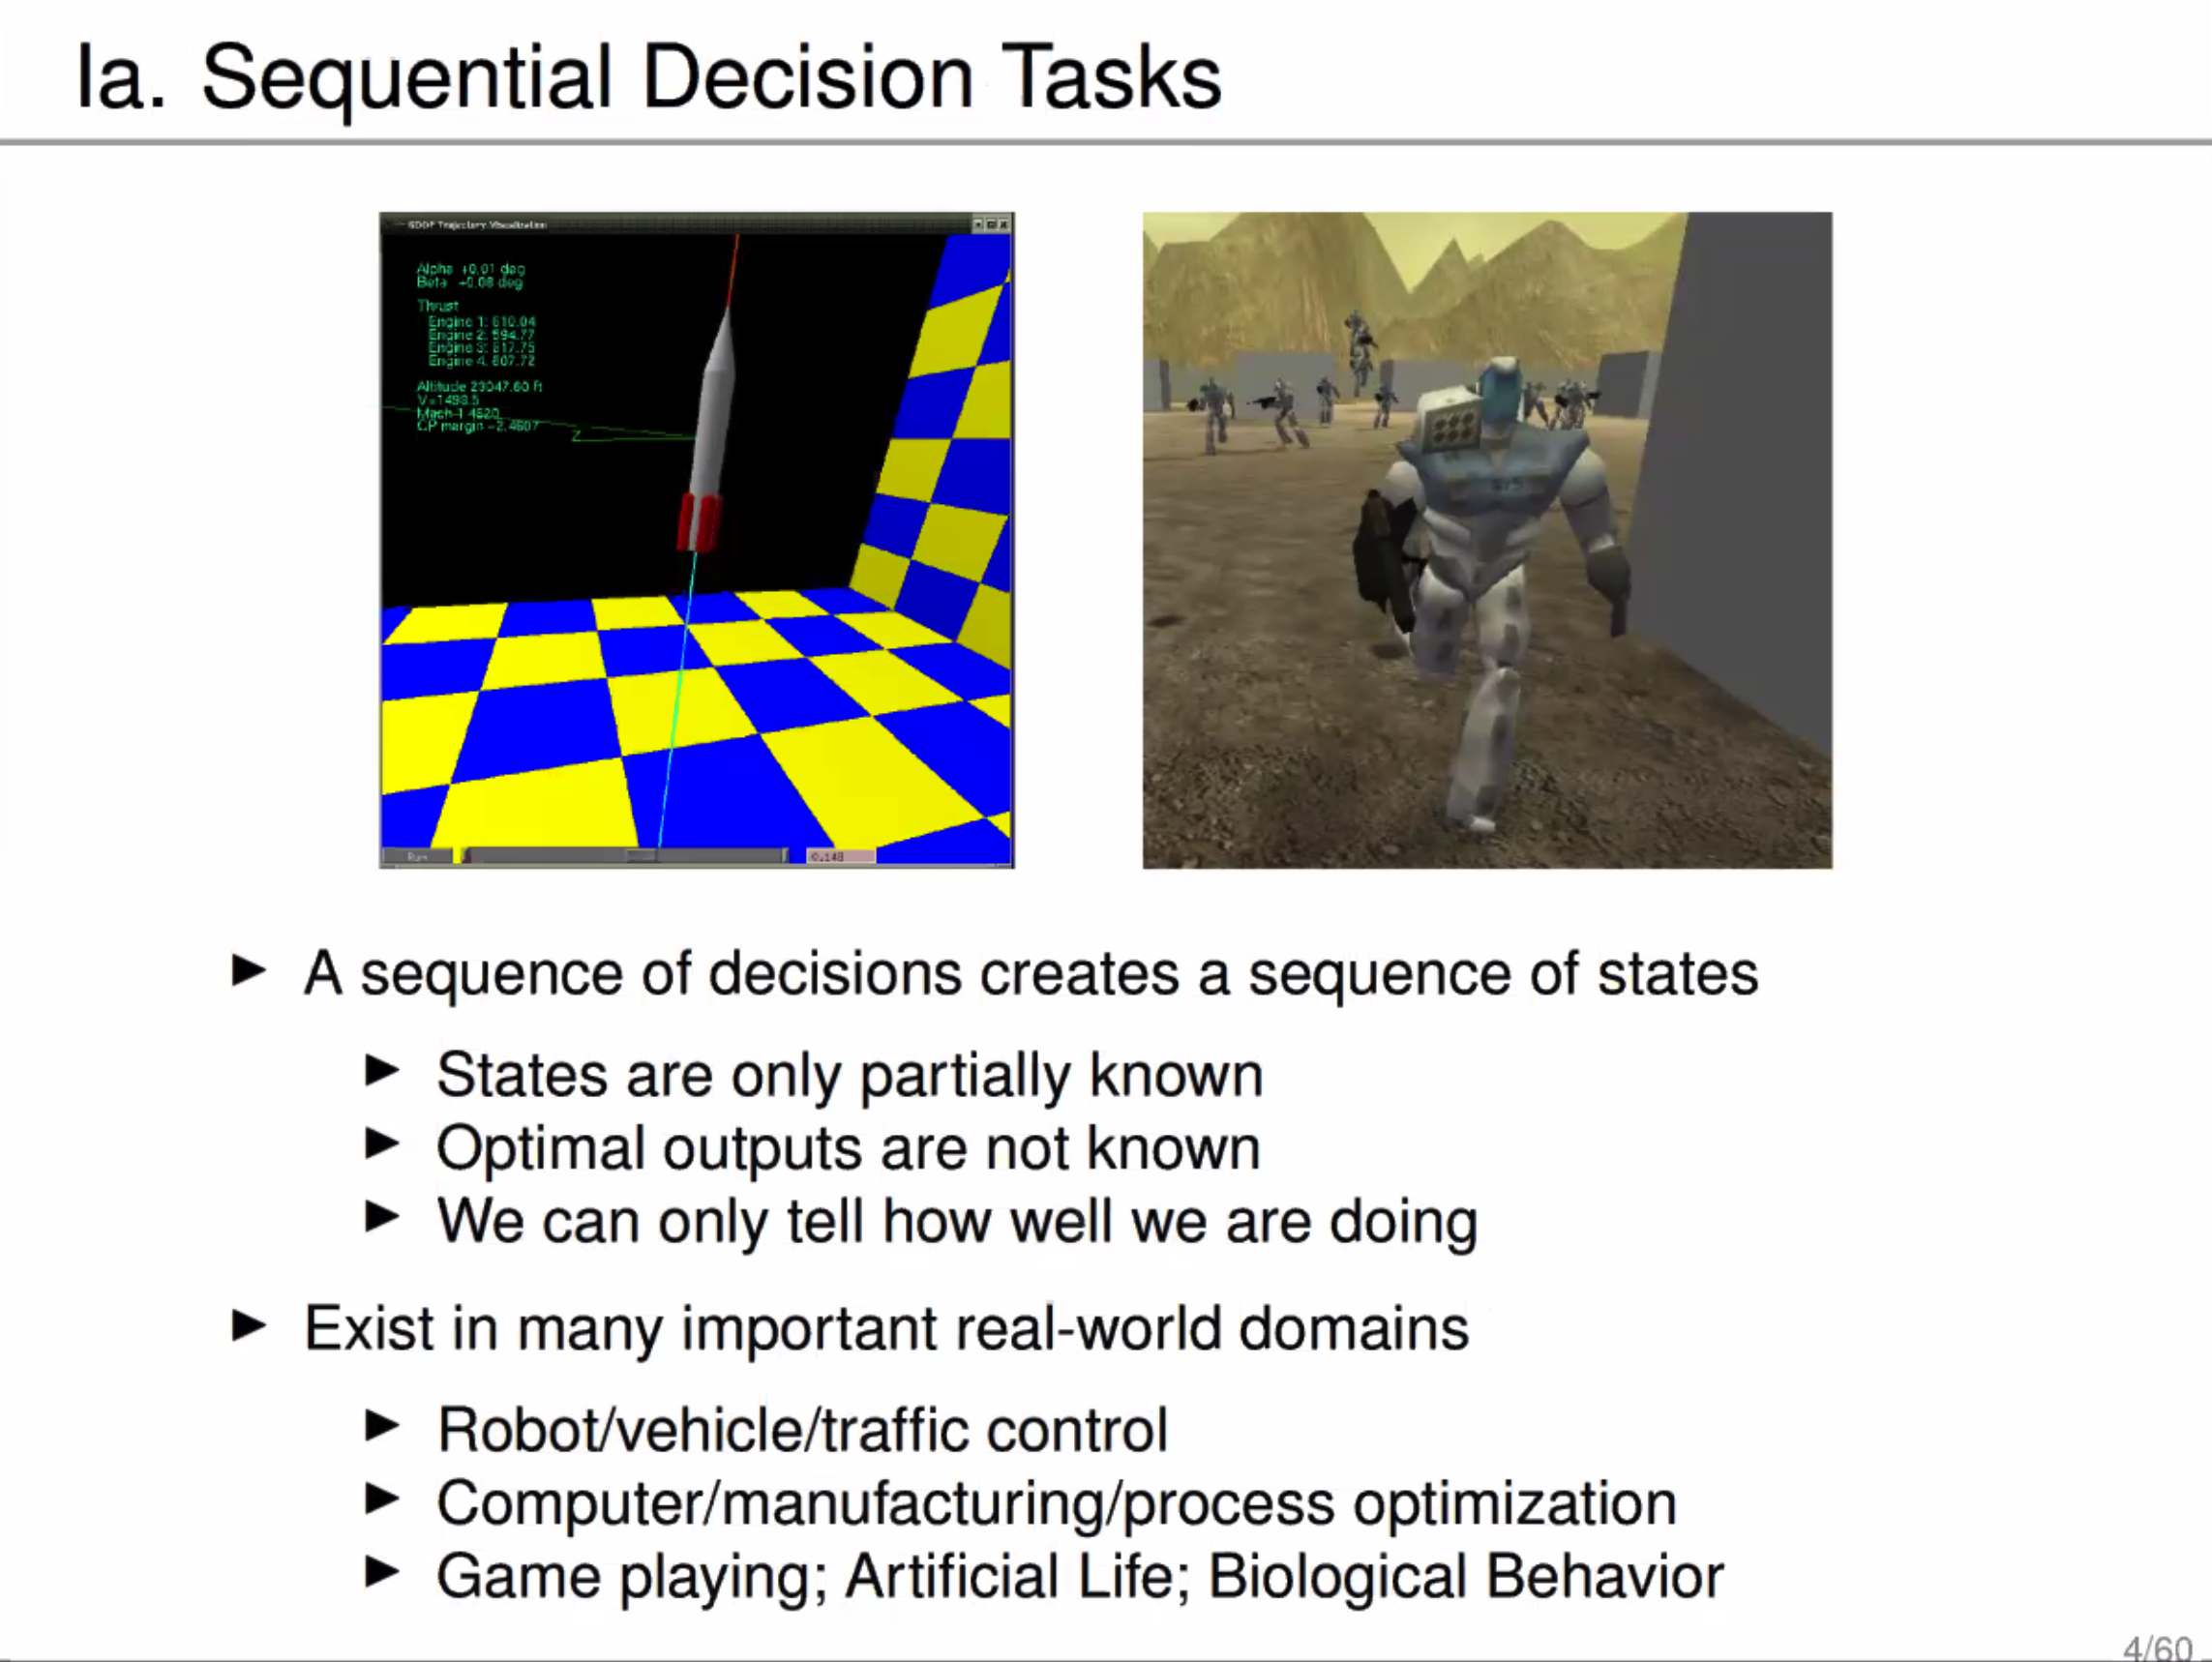 Ia. Sequential Decision Tasks
6DOF Trajectory Visualization
Alpha +0.01 deg
Beta +0.08 deg
Thrust
Engine 1: 610.04
Engine 2: 594.77
Engine 3: 617.75
Engine 4: 607.72
Altitude 23047.60 ft
V=1498.5
Mach 1.4620
CP margin -2.4607
Z
Run
0.148
▶ A sequence of decisions creates a sequence of states
▶ States are only partially known
▶ Optimal outputs are not known
▶ We can only tell how well we are doing
▶ Exist in many important real-world domains
▶ Robot/vehicle/traffic control
▶ Computer/manufacturing/process optimization
▶ Game playing; Artificial Life; Biological Behavior
4/60